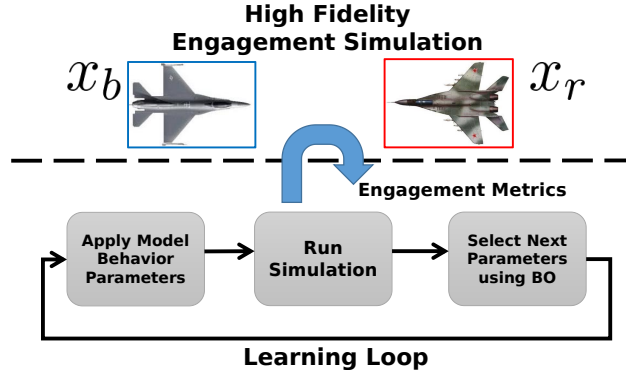 High Fidelity
Engagement Simulation
x_b
x_r
Engagement Metrics
Apply Model
Behavior
Parameters
Run
Simulation
Select Next
Parameters
using BO
Learning Loop